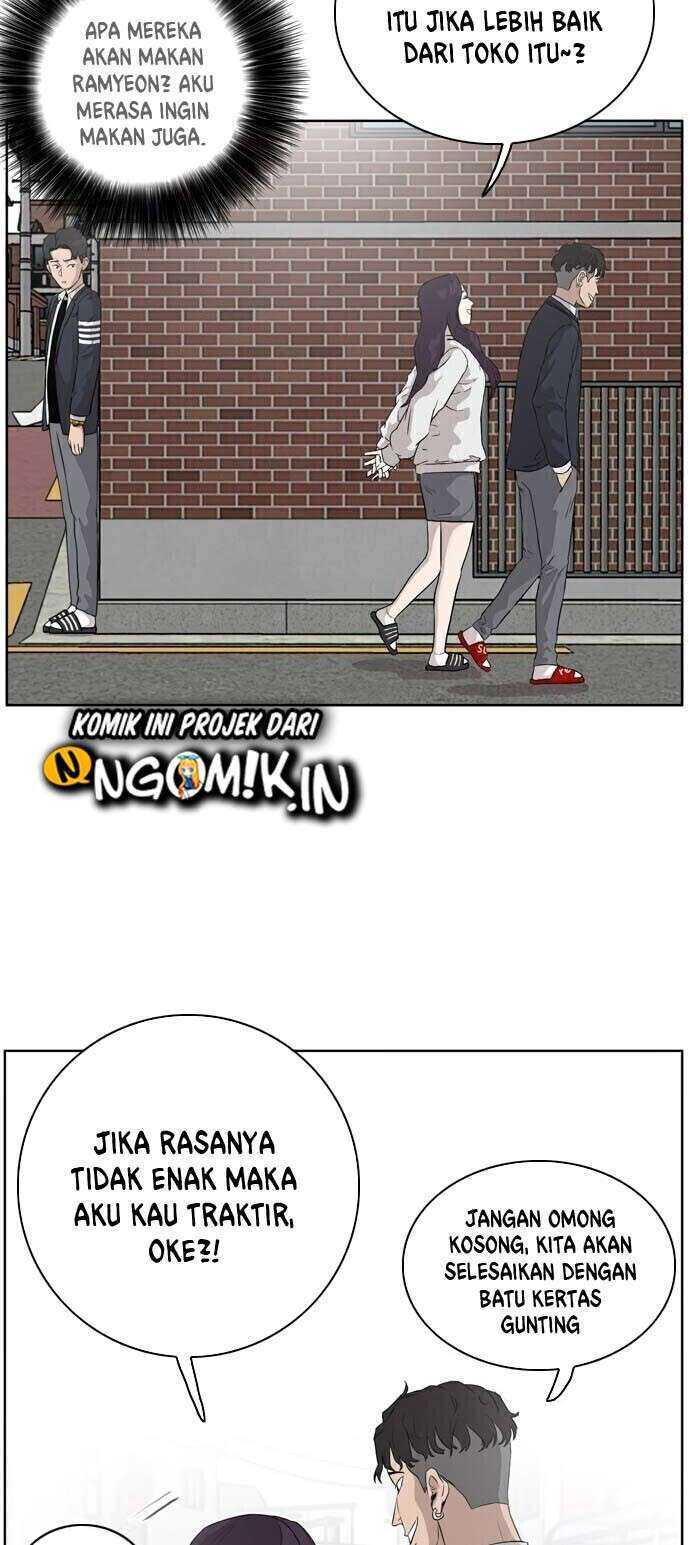 APA MEREKA
AKAN MAKAN
RAMYEON? AKU
MERASA INGIN
MAKAN JUGA.
ITU JIKA LEBIH BAIK
DARI TOKO ITU~?
KOMIK INI PROJEK DARI
N NGOMIK.IN
JIKA RASANYA
TIDAK ENAK MAKA
AKU KAU TRAKTIR,
OKE?!
JANGAN OMONG
KOSONG, KITA AKAN
SELESAIKAN DENGAN
BATU KERTAS
GUNTING